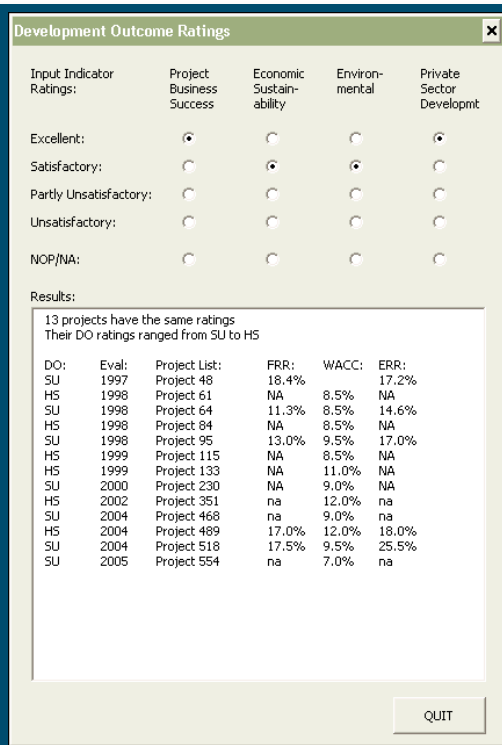 Development Outcome Ratings
Input Indicator Project Economic Environ- Private
Ratings: Business Sustain- mental Sector
Success ability Developmt
Excellent:
Satisfactory:
Partly Unsatisfactory:
Unsatisfactory:
NOP/NA:
Results:
13 projects have the same ratings
Their DO ratings ranged from SU to HS
DO: Eval: Project List: FRR: WACC: ERR:
SU 1997 Project 48 18.4% 17.2%
HS 1998 Project 61 NA 8.5% NA
SU 1998 Project 64 11.3% 8.5% 14.6%
HS 1998 Project 84 NA 8.5% NA
SU 1998 Project 95 13.0% 9.5% 17.0%
HS 1999 Project 115 NA 8.5% NA
HS 1999 Project 133 NA 11.0% NA
SU 2000 Project 230 NA 9.0% NA
HS 2002 Project 351 na 12.0% na
SU 2004 Project 468 na 9.0% na
HS 2004 Project 489 17.0% 12.0% 18.0%
SU 2004 Project 518 17.5% 9.5% 25.5%
SU 2005 Project 554 na 7.0% na
QUIT